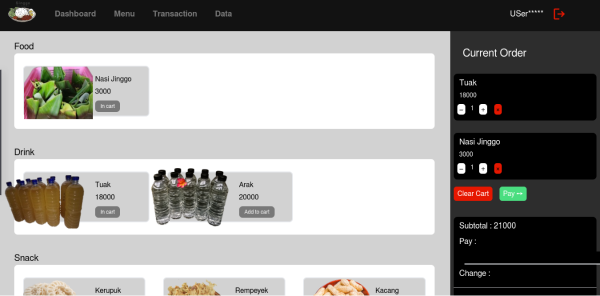 Dashboard Menu Transaction Data USer*****
Food
Nasi Jinggo
3000
In cart
Drink
Tuak
18000
In cart
Arak
20000
Add to cart
Snack
Kerupuk
Rempeyek
Kacang
Current Order
Tuak
18000
- 1 +
Nasi Jinggo
3000
- 1 +
Clear Cart Pay
Subtotal : 21000
Pay :
Change :